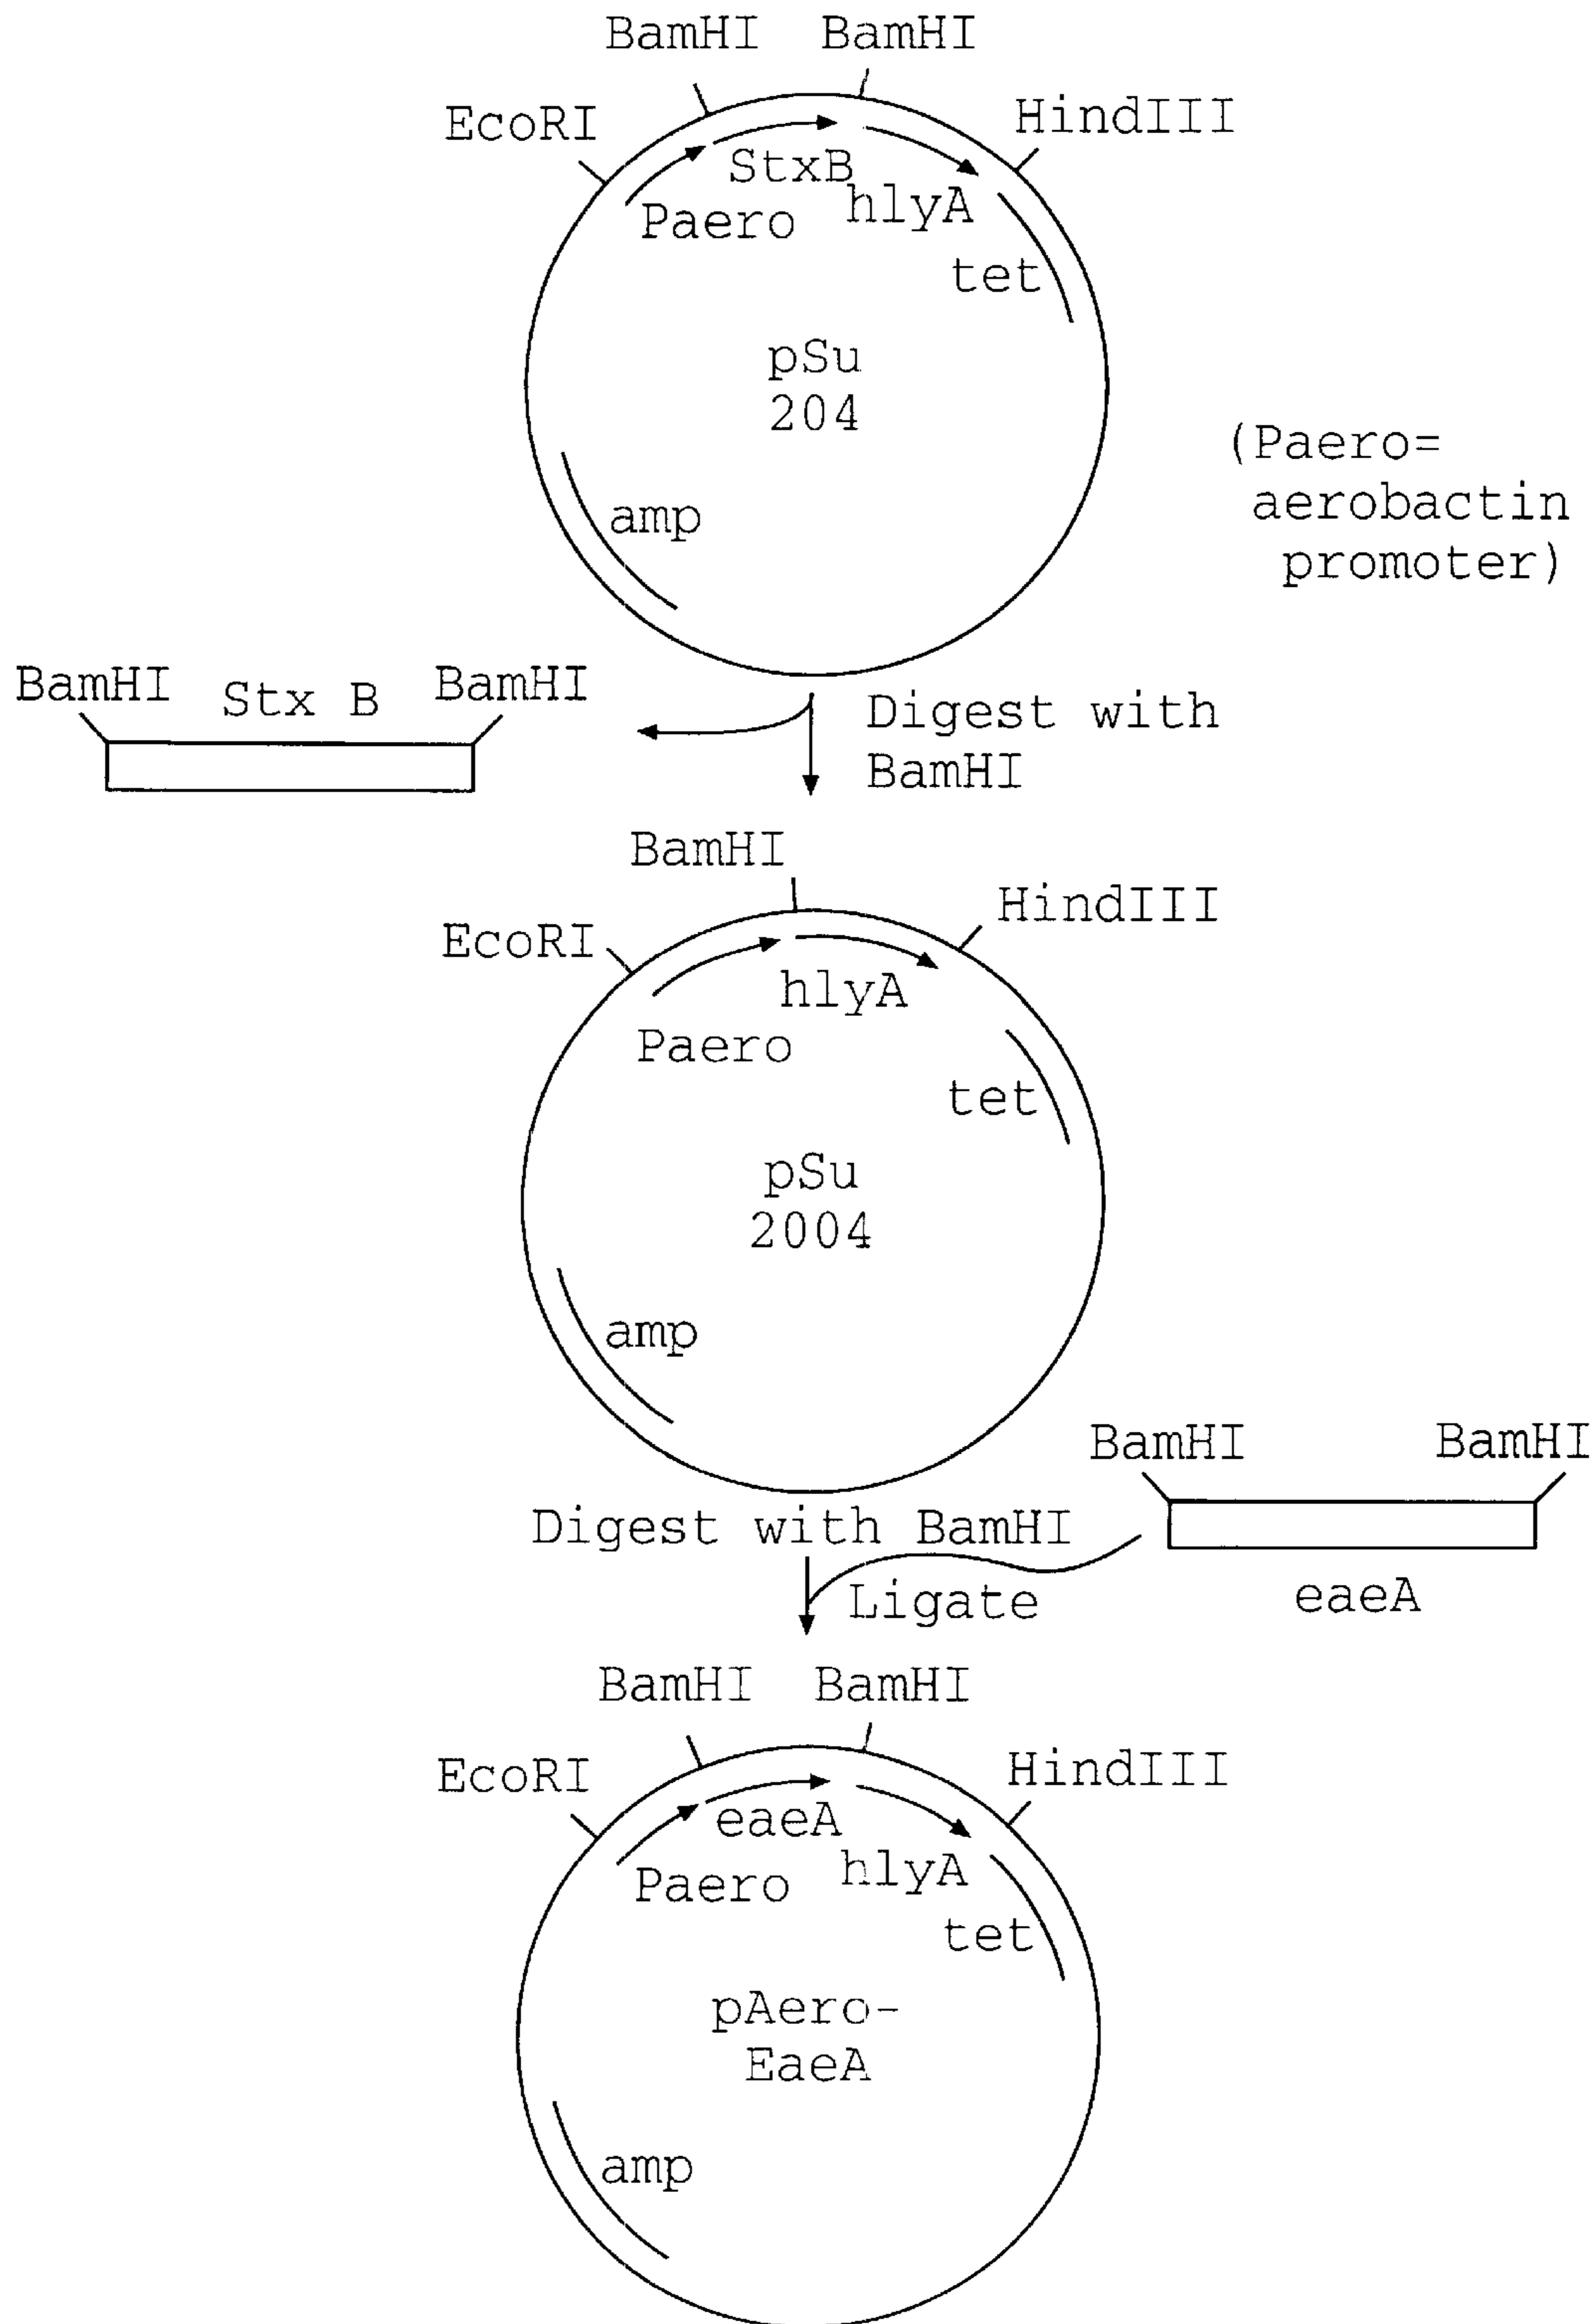 BamHI BamHI
EcoRI
HindIII
StxB
Paero
hlyA
tet
pSu
204
(Paero=
aerobactin
promoter)
amp
BamHI Stx B BamHI
Digest with
BamHI
BamHI
EcoRI
HindIII
hlyA
Paero
tet
pSu
2004
amp
BamHI BamHI
Digest with BamHI
Ligate
eaeA
BamHI BamHI
EcoRI
HindIII
eaeA
Paero
hlyA
tet
pAero-
EaeA
amp